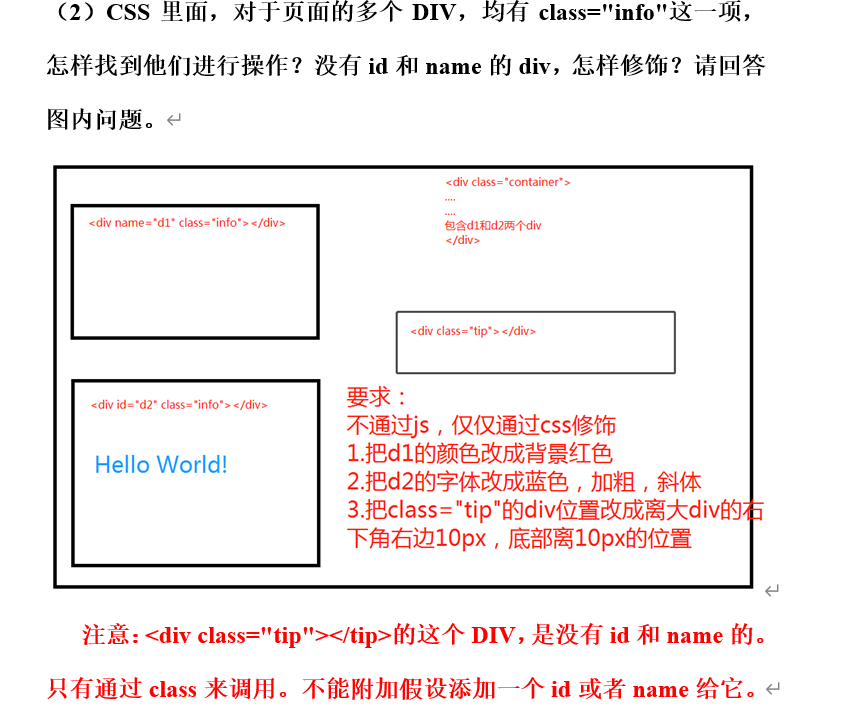 （2）CSS 里面，对于页面的多个 DIV，均有 class="info"这一项，
怎样找到他们进行操作？没有 id 和 name 的 div，怎样修饰？请回答
图内问题。↵
<div class="container">
....
....
包含d1和d2两个div
</div>
<div name="d1" class="info"></div>
<div class="tip"></div>
<div id="d2" class="info"></div>
Hello World!
要求：
不通过js，仅仅通过css修饰
1.把d1的颜色改成背景红色
2.把d2的字体改成蓝色，加粗，斜体
3.把class="tip"的div位置改成离大div的右
下角右边10px，底部离10px的位置
↵
注意：<div class="tip"></tip>的这个 DIV，是没有 id 和 name 的。
只有通过 class 来调用。不能附加假设添加一个 id 或者 name 给它。↵